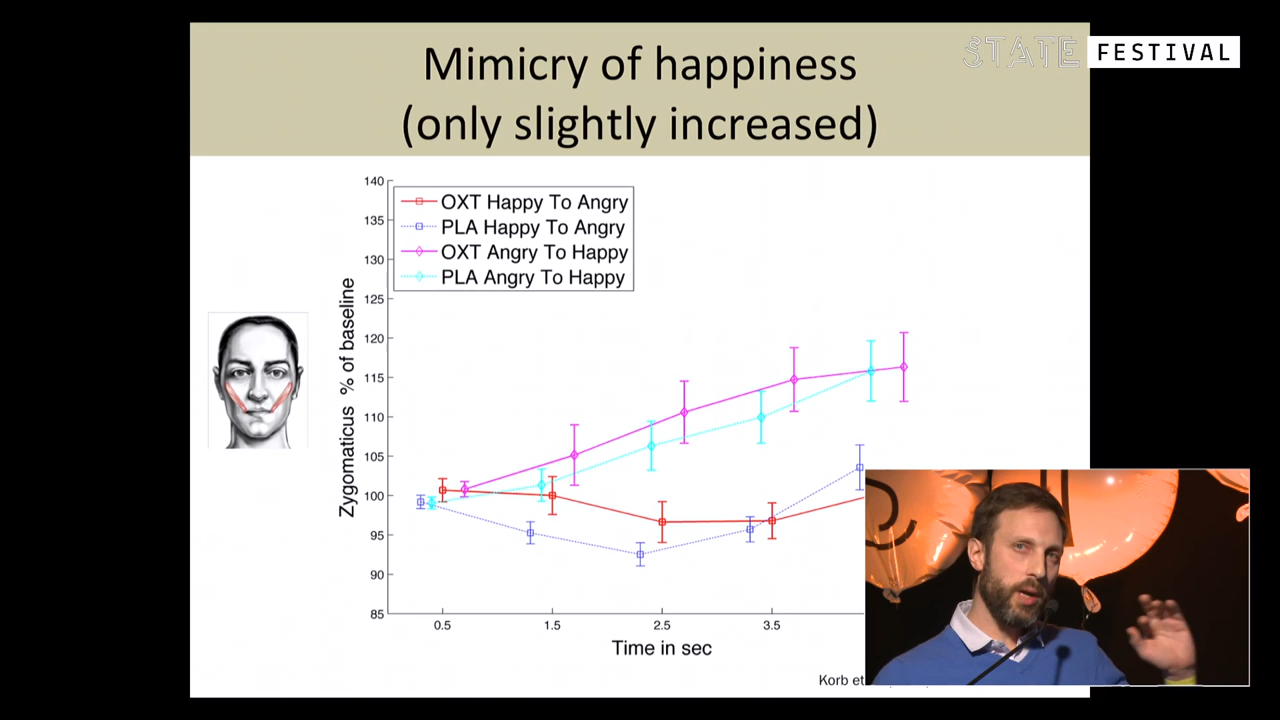 STATE FESTIVAL
Mimicry of happiness
(only slightly increased)
140
135
130
125
120
115
110
105
100
95
90
85
OXT Happy To Angry
PLA Happy To Angry
OXT Angry To Happy
PLA Angry To Happy
Zygomaticus % of baseline
0.5 1.5 2.5 3.5
Time in sec
Korb et